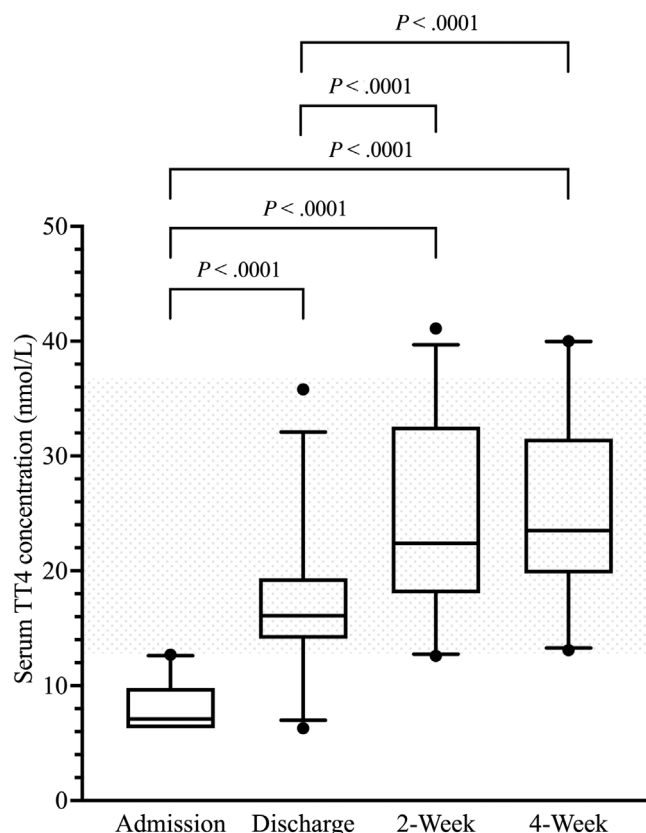 P < .0001
P < .0001
P < .0001
P < .0001
P < .0001
Serum TT4 concentration (nmol/L)
50
40
30
20
10
0
Admission Discharge 2-Week 4-Week